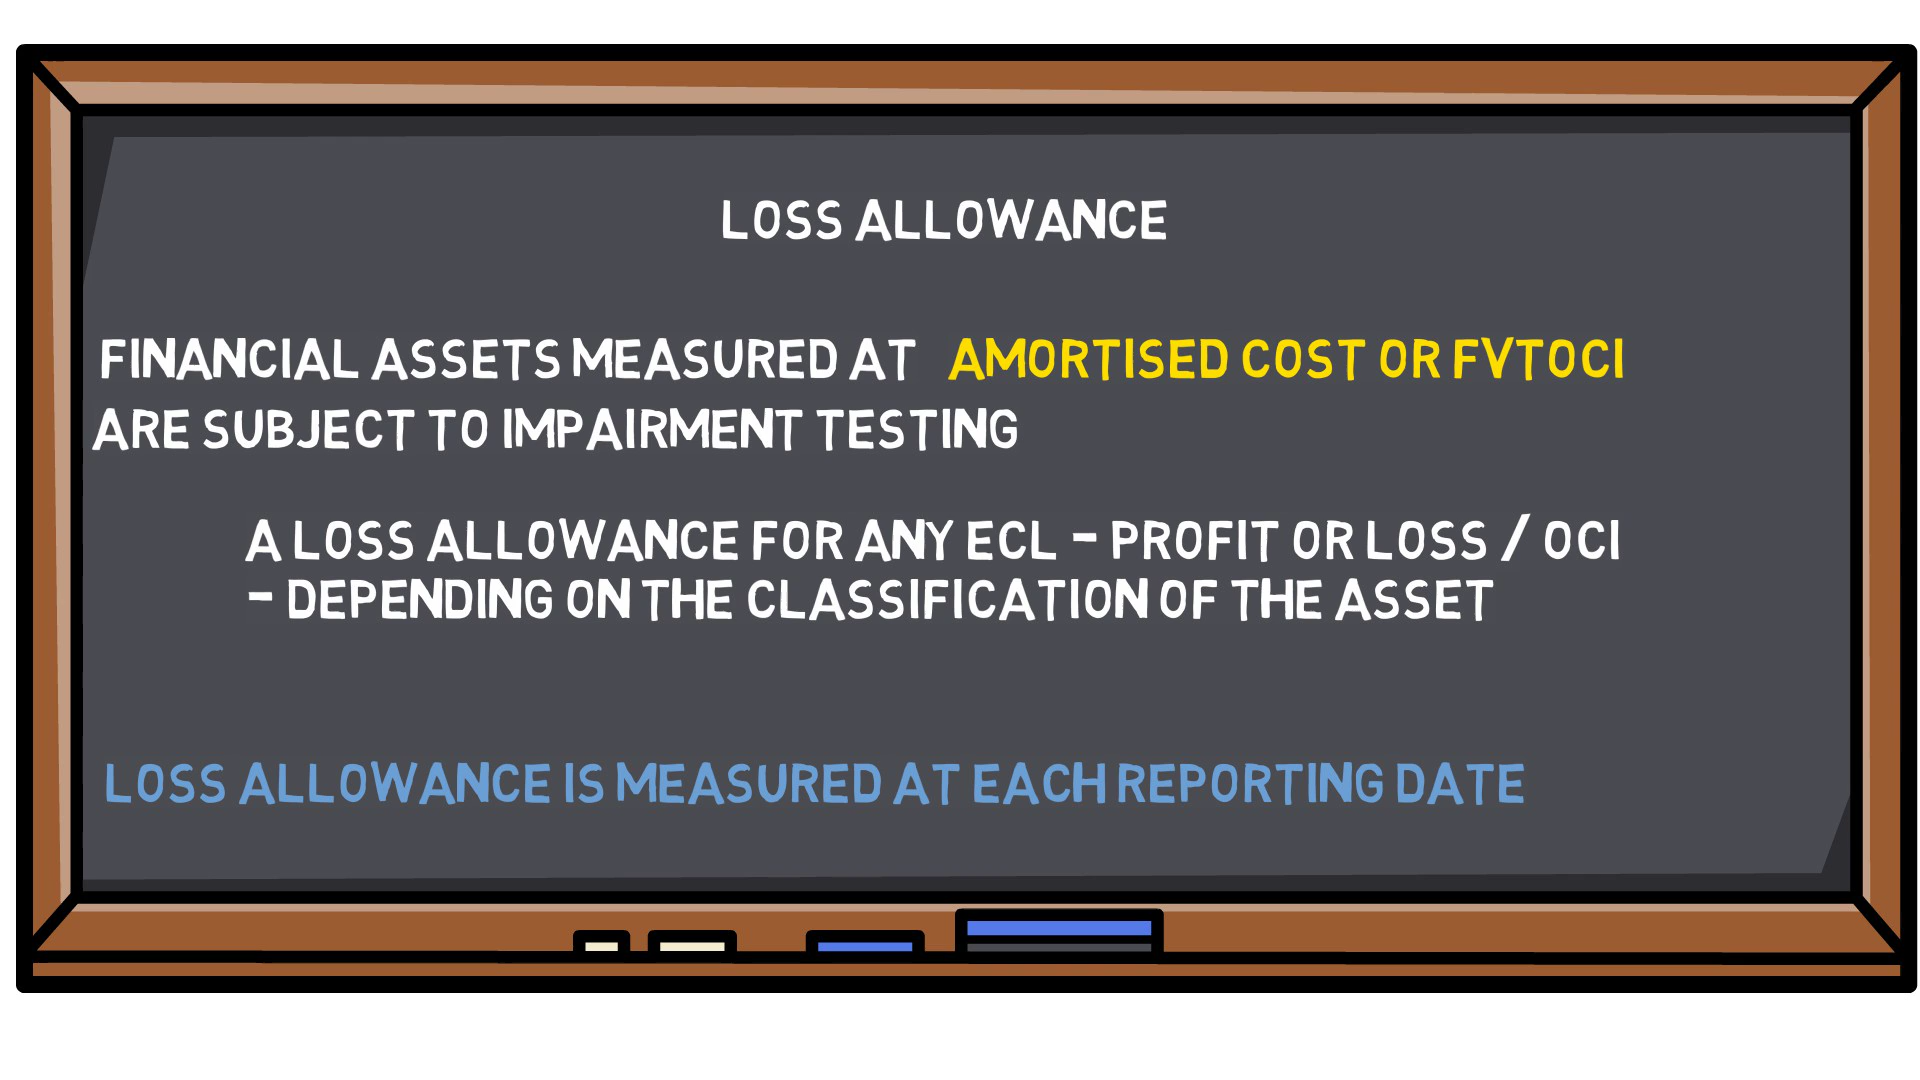 LOSS ALLOWANCE
FINANCIAL ASSETS MEASURED AT AMORTISED COST OR FVTOCI
ARE SUBJECT TO IMPAIRMENT TESTING
A LOSS ALLOWANCE FOR ANY ECL - PROFIT OR LOSS / OCI
- DEPENDING ON THE CLASSIFICATION OF THE ASSET
LOSS ALLOWANCE IS MEASURED AT EACH REPORTING DATE